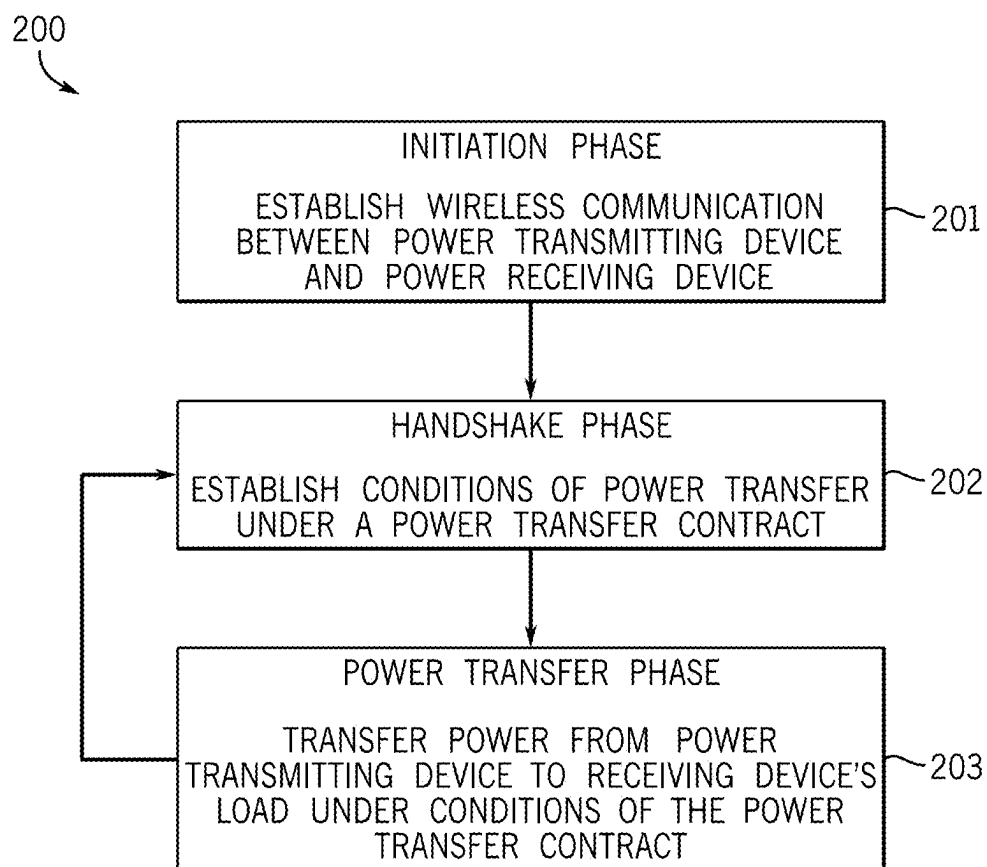 200
INITIATION PHASE
ESTABLISH WIRELESS COMMUNICATION
BETWEEN POWER TRANSMITTING DEVICE
AND POWER RECEIVING DEVICE
201
HANDSHAKE PHASE
ESTABLISH CONDITIONS OF POWER TRANSFER
UNDER A POWER TRANSFER CONTRACT
202
POWER TRANSFER PHASE
TRANSFER POWER FROM POWER
TRANSMITTING DEVICE TO RECEIVING DEVICE'S
LOAD UNDER CONDITIONS OF THE POWER
TRANSFER CONTRACT
203